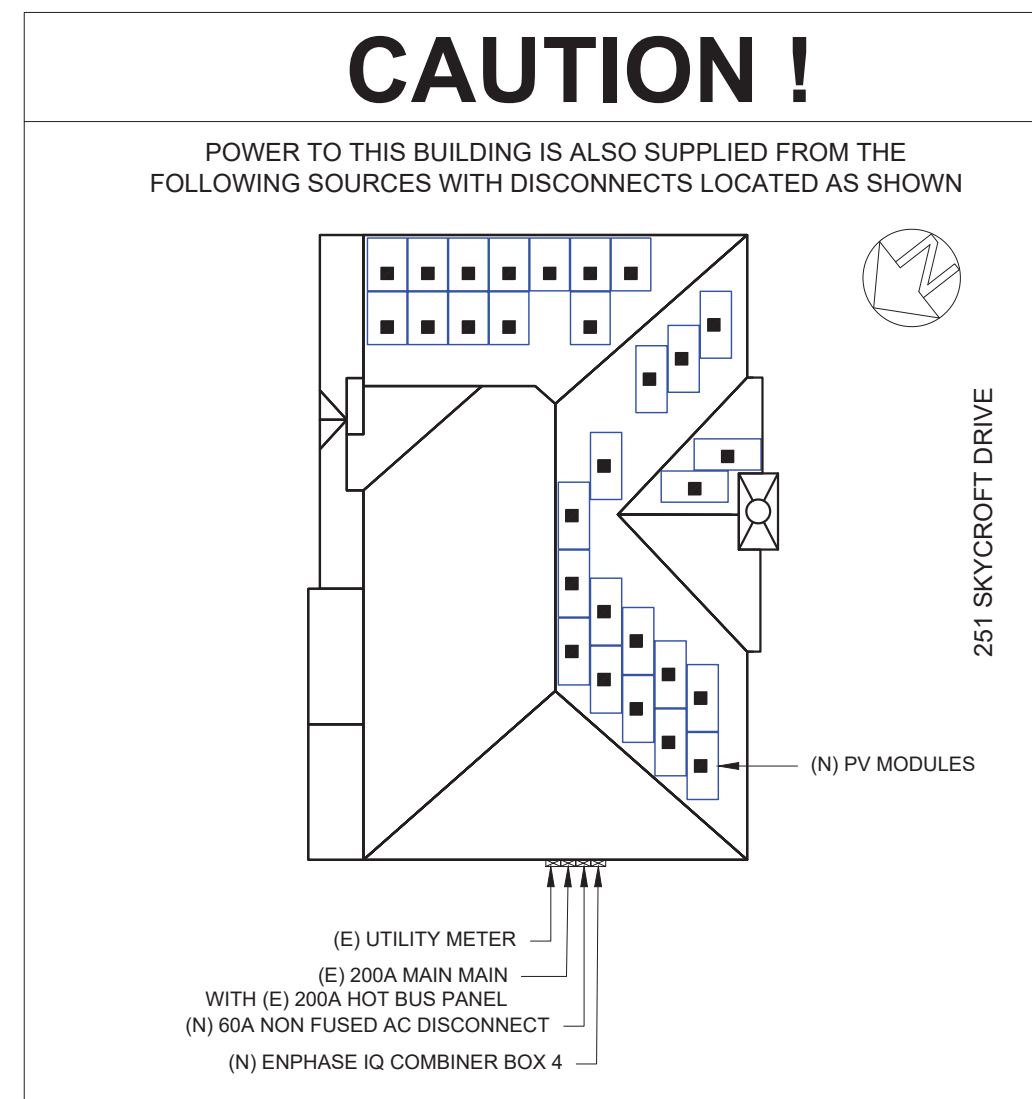 CAUTION !
POWER TO THIS BUILDING IS ALSO SUPPLIED FROM THE
FOLLOWING SOURCES WITH DISCONNECTS LOCATED AS SHOWN
N
251 SKYCROFT DRIVE
(N) PV MODULES
(E) UTILITY METER
(E) 200A MAIN MAIN
WITH (E) 200A HOT BUS PANEL
(N) 60A NON FUSED AC DISCONNECT
(N) ENPHASE IQ COMBINER BOX 4